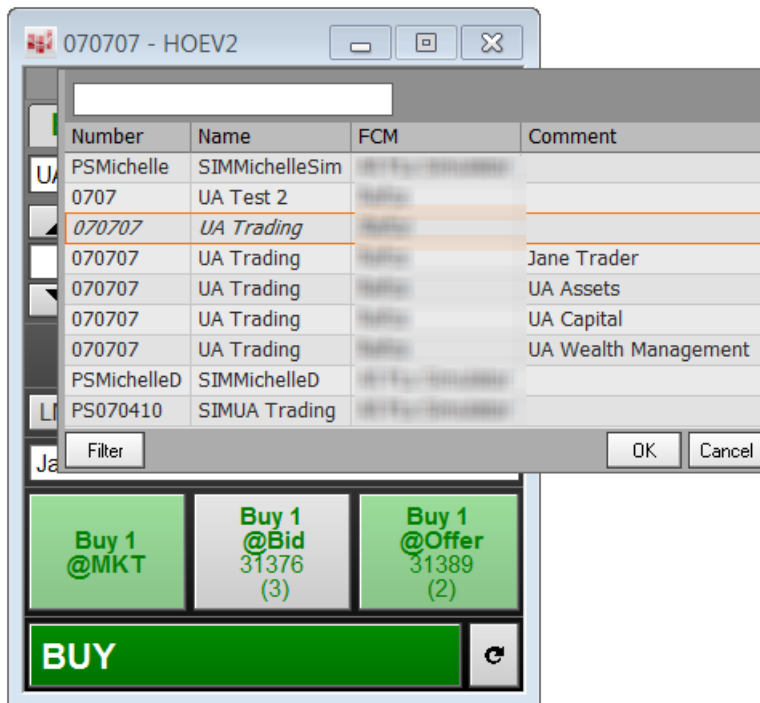 070707 - HOEV2
Number Name FCM Comment
PSMichelle SIMMichelleSim
0707 UA Test 2
070707 UA Trading
070707 UA Trading Jane Trader
070707 UA Trading UA Assets
070707 UA Trading UA Capital
070707 UA Trading UA Wealth Management
PSMichelleD SIMMichelleD
PS070410 SIMUA Trading
Filter OK Cancel
Buy 1 @MKT
Buy 1 @Bid 31376 (3)
Buy 1 @Offer 31389 (2)
BUY